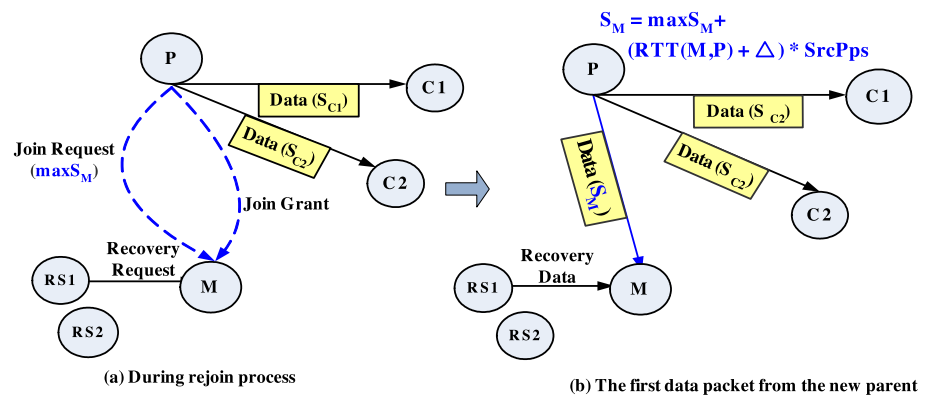 P
C1
Data (S_C1)
Data (S_C2)
Join Request
(maxS_M)
C2
Join Grant
Recovery
Request
RS1
M
RS2
(a) During rejoin process
S_M = maxS_M+
(RTT(M,P) + △) * SrcPps
P
C1
Data (S_C2)
Data (S_C2)
Data (S_M)
C2
Recovery
Data
RS1
M
RS2
(b) The first data packet from the new parent